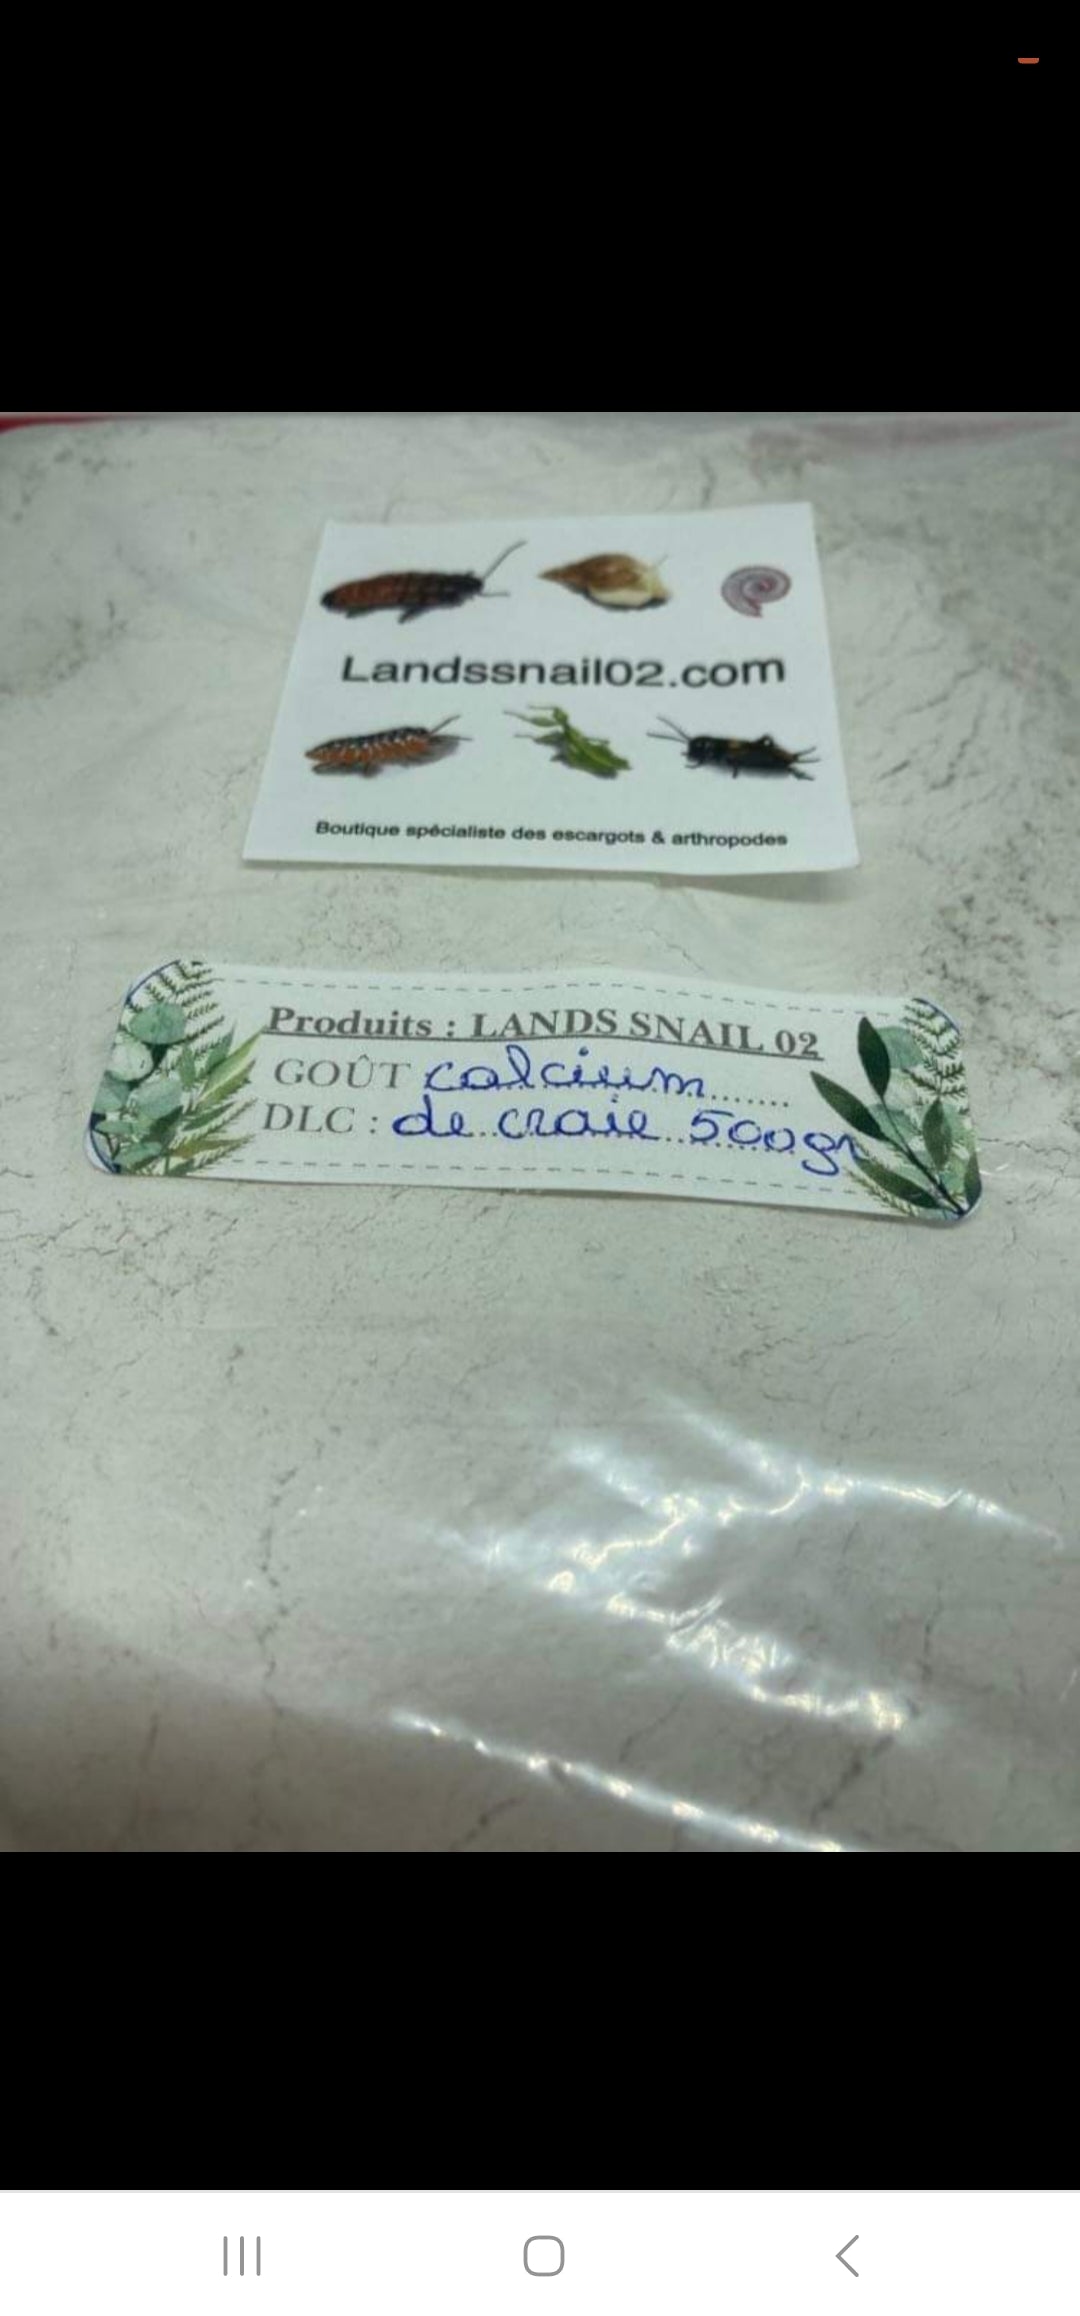 Landssnail02.com
Boutique spécialiste des escargots & arthropodes
Produits : LANDS SNAIL 02
GOÛT calcium.......
DLC : de craie 500gr